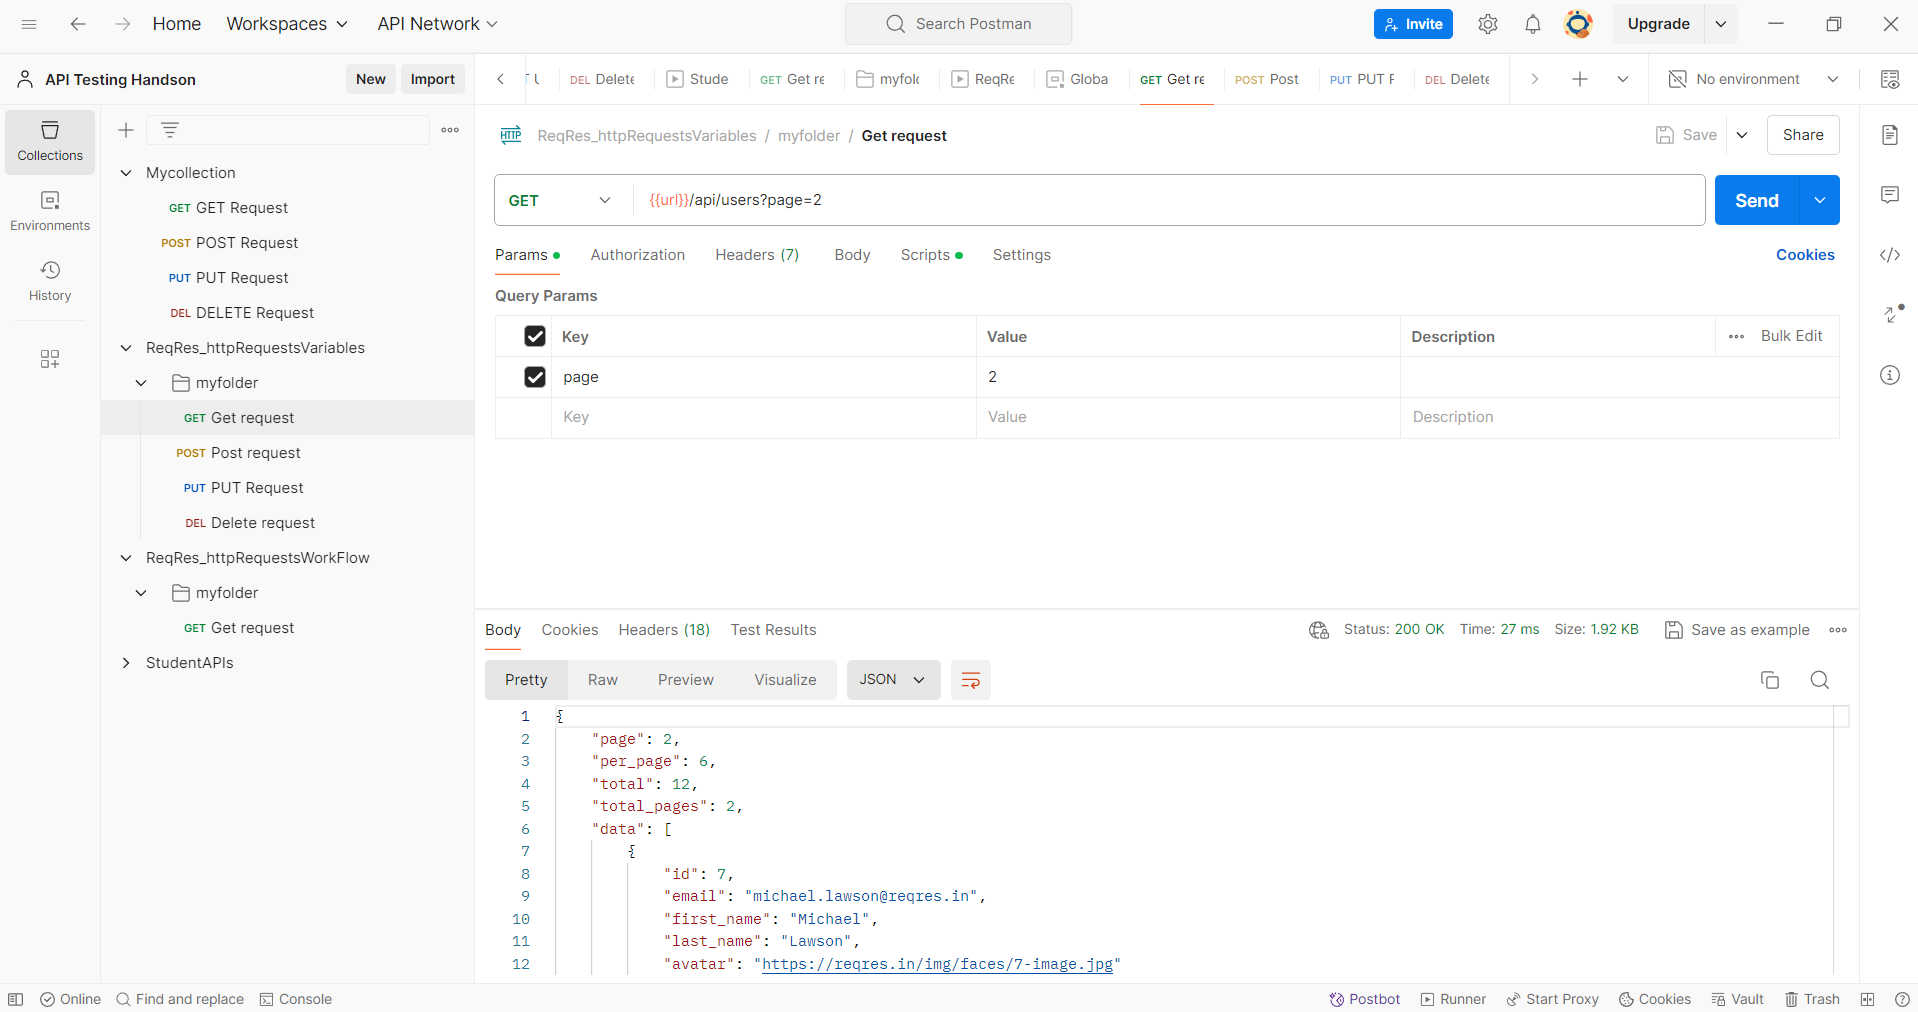 Home Workspaces API Network Search Postman Invite Upgrade
API Testing Handson New Import
Delete DEL Stude GET Get re myfolc ReqRe Globa GET Get re POST Post PUT PUT F DEL Delete No environment
Collections
Environments
History
Mycollection
GET GET Request
POST POST Request
PUT PUT Request
DEL DELETE Request
ReqRes_httpRequestsVariables
myfolder
GET Get request
POST Post request
PUT PUT Request
DEL Delete request
ReqRes_httpRequestsWorkFlow
myfolder
GET Get request
StudentAPIs
HTTP ReqRes_httpRequestsVariables / myfolder / Get request Save Share
GET {{url}}/api/users?page=2 Send
Params Authorization Headers (7) Body Scripts Settings Cookies
Query Params
Key Value Description Bulk Edit
page 2
Key Value Description
Body Cookies Headers (18) Test Results Status: 200 OK Time: 27 ms Size: 1.92 KB Save as example
Pretty Raw Preview Visualize JSON
1 {
2 "page": 2,
3 "per_page": 6,
4 "total": 12,
5 "total_pages": 2,
6 "data": [
7 {
8 "id": 7,
9 "email": "michael.lawson@reqres.in",
10 "first_name": "Michael",
11 "last_name": "Lawson",
12 "avatar": "https://reqres.in/img/faces/7-image.jpg"
Online Find and replace Console Postbot Runner Start Proxy Cookies Vault Trash